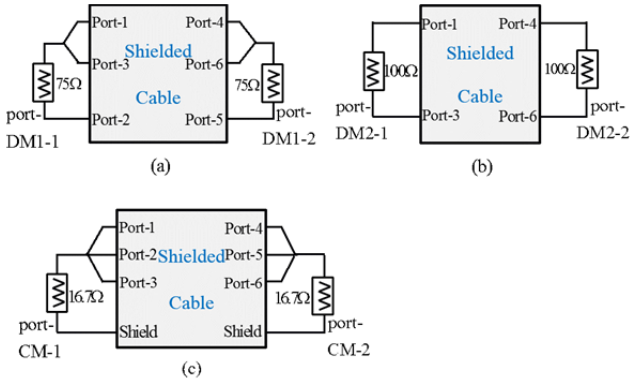 Port-1 Port-4
Shielded
Port-3 Port-6
75Ω 75Ω
Cable
port- Port-2 Port-5 port-
DM1-1 DM1-2
(a)
Port-1 Port-4
Shielded
100Ω 100Ω
Cable
port- port-
Port-3 Port-6
DM2-1 DM2-2
(b)
Port-1 Port-4
Port-2 Shielded Port-5
Port-3 Port-6
16.7Ω 16.7Ω
Cable
port- Shield Shield port-
CM-1 CM-2
(c)